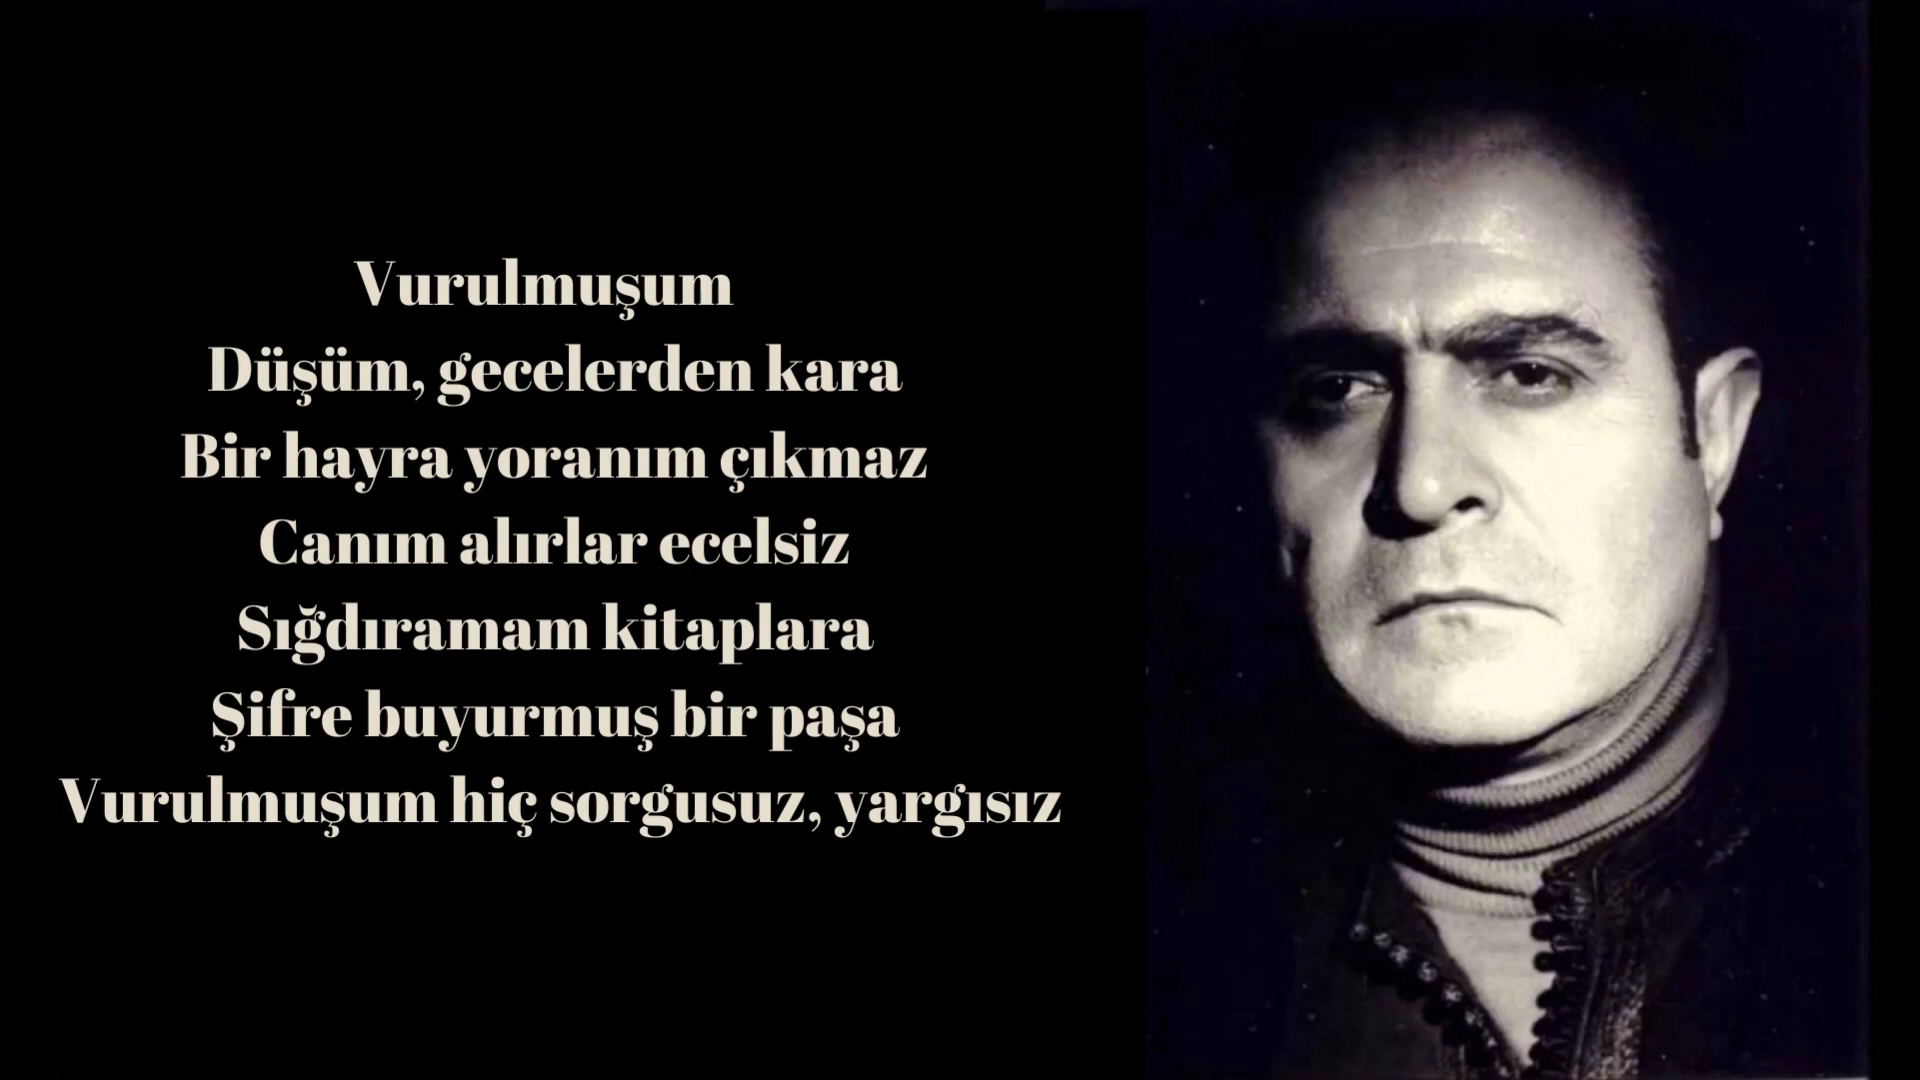 Vurulmuşum
Düşüm, gecelerden kara
Bir hayra yoranım çıkmaz
Canım alırlar ecelsiz
Sığdıramam kitaplara
Şifre buyurmuş bir paşa
Vurulmuşum hiç sorgusuz, yargısız